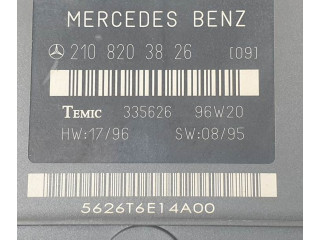 MERCEDES BENZ
210 820 38 26 [09]
TEMIC 335626 96W20
HW:17/96 SW:08/95
5626T6E14A00